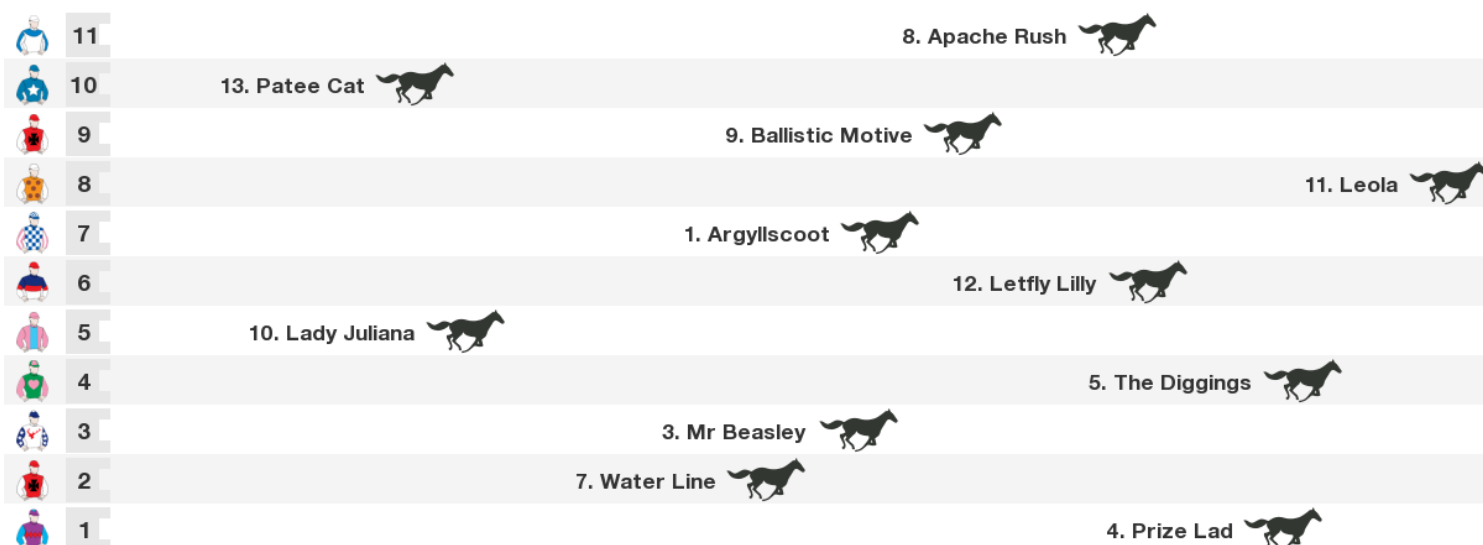 11 8. Apache Rush
10 13. Patee Cat
9 9. Ballistic Motive
8 11. Leola
7 1. Argyllscoot
6 12. Letfly Lilly
5 10. Lady Juliana
4 5. The Diggings
3 3. Mr Beasley
2 7. Water Line
1 4. Prize Lad